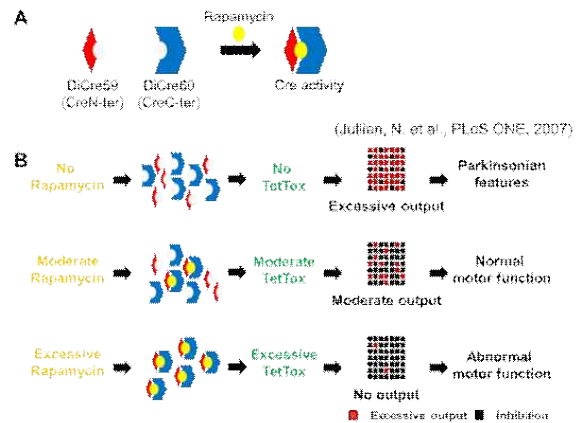 A
Rapamycin
DiCre59
(CreN-ter)
DiCre60
(CreC-ter)
Cre activity
(Jullian, N. et al., PLoS ONE, 2007)
B
No
Rapamycin
No
TetTox
Excessive output
Parkinsonian
features
Moderate
Rapamycin
Moderate
TetTox
Moderate output
Normal
motor function
Excessive
Rapamycin
Excessive
TetTox
No output
Abnormal
motor function
Excessive output
Inhibition